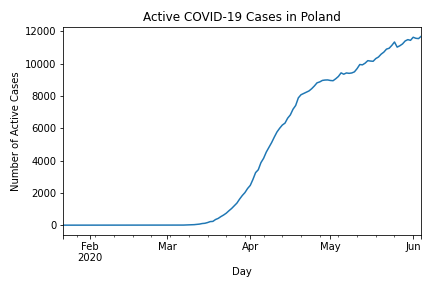 Active COVID-19 Cases in Poland
12000
10000
8000
6000
4000
2000
0
Number of Active Cases
Feb Mar Apr May Jun
2020
Day